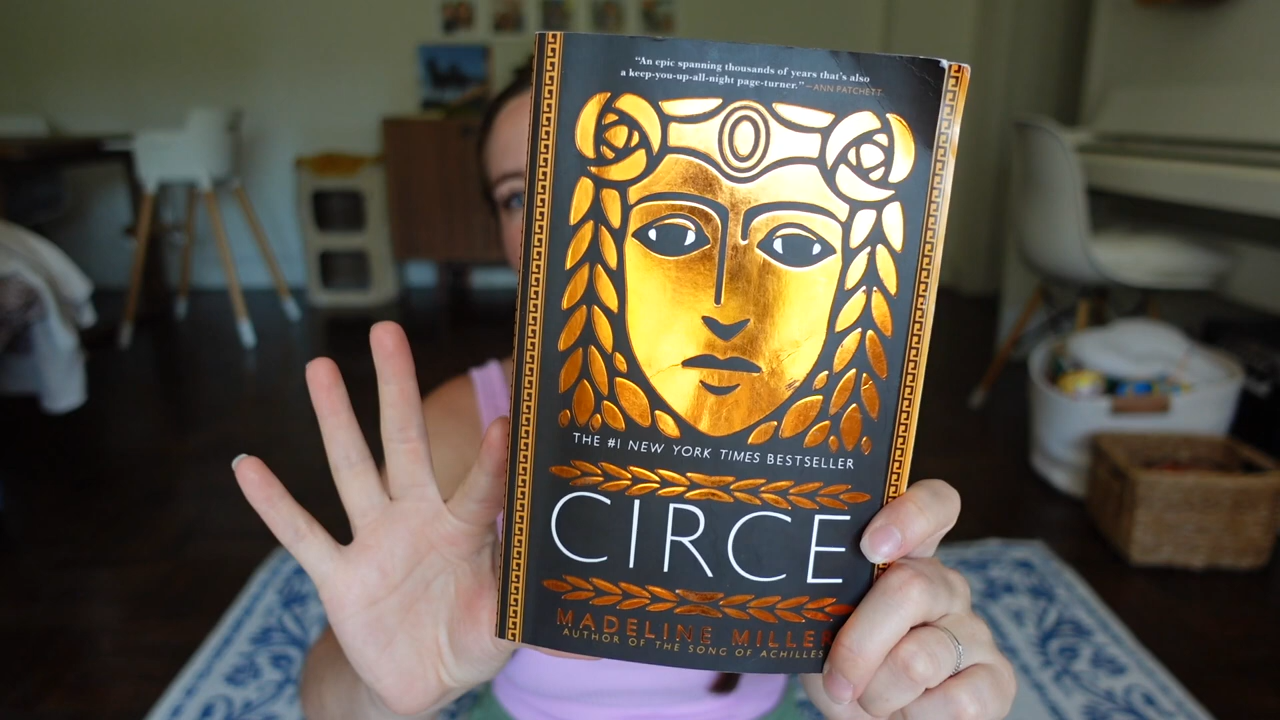 "An epic spanning thousands of years that's also
a keep-you-up-all-night page-turner." —ANN PATCHETT
THE #1 NEW YORK TIMES BESTSELLER
CIRCE
MADELINE MILLER
AUTHOR OF THE SONG OF ACHILLES